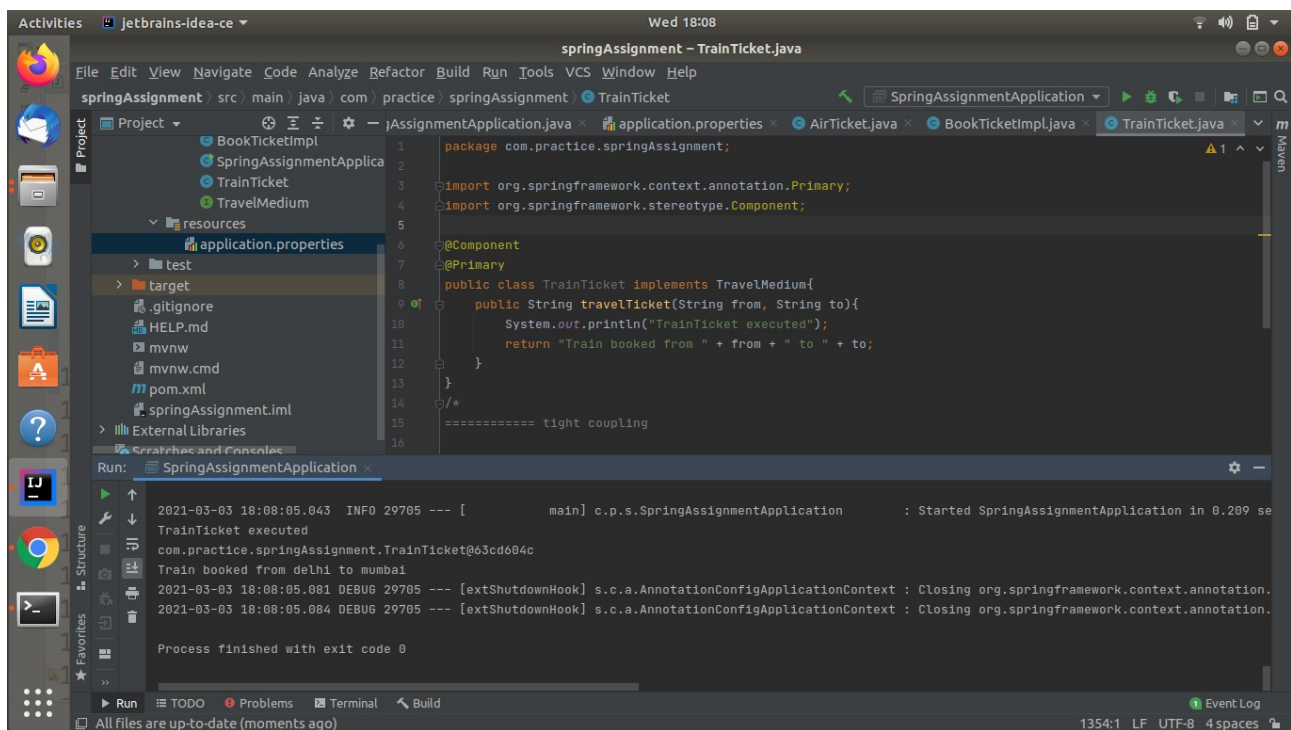 Activities jetbrains-idea-ce Wed 18:08
springAssignment – TrainTicket.java
File Edit View Navigate Code Analyze Refactor Build Run Tools VCS Window Help
springAssignment src main java com practice springAssignment TrainTicket SpringAssignmentApplication
Project AssignmentApplication.java application.properties AirTicket.java BookTicketImpl.java TrainTicket.java
Project
Maven
BookTicketImpl
SpringAssignmentApplica
TrainTicket
TravelMedium
resources
application.properties
test
target
.gitignore
HELP.md
mvnw
mvnw.cmd
pom.xml
springAssignment.iml
External Libraries
Scratches and Consoles
1 package com.practice.springAssignment;
2
3 import org.springframework.context.annotation.Primary;
4 import org.springframework.stereotype.Component;
5
6 @Component
7 @Primary
8 public class TrainTicket implements TravelMedium{
9 public String travelTicket(String from, String to){
10 System.out.println("TrainTicket executed");
11 return "Train booked from " + from + " to " + to;
12 }
13 }
14 /*
15 ============ tight coupling
16
1
Run: SpringAssignmentApplication
2021-03-03 18:08:05.043 INFO 29705 --- [ main] c.p.s.SpringAssignmentApplication : Started SpringAssignmentApplication in 0.209 se
TrainTicket executed
com.practice.springAssignment.TrainTicket@63cd604c
Train booked from delhi to mumbai
2021-03-03 18:08:05.081 DEBUG 29705 --- [extShutdownHook] s.c.a.AnnotationConfigApplicationContext : Closing org.springframework.context.annotation.
2021-03-03 18:08:05.084 DEBUG 29705 --- [extShutdownHook] s.c.a.AnnotationConfigApplicationContext : Closing org.springframework.context.annotation.
Process finished with exit code 0
Structure
Favorites
Run TODO Problems Terminal Build 1 Event Log
All files are up-to-date (moments ago) 1354:1 LF UTF-8 4 spaces